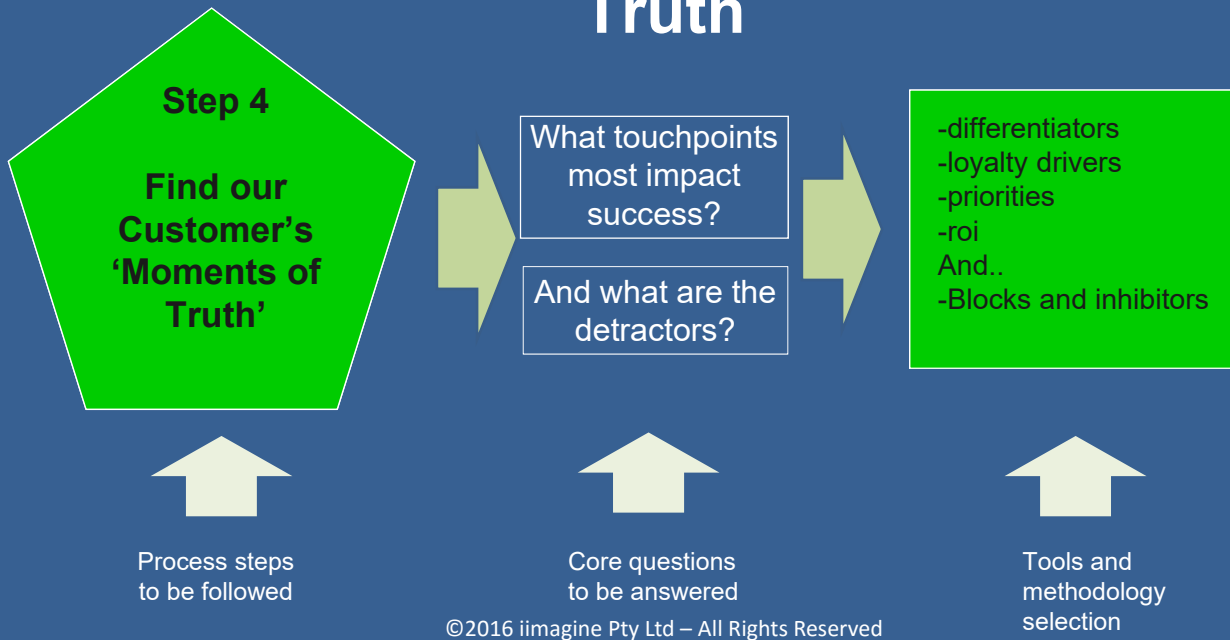 Truth
Step 4
Find our
Customer’s
‘Moments of
Truth’
What touchpoints
most impact
success?
And what are the
detractors?
-differentiators
-loyalty drivers
-priorities
-roi
And..
-Blocks and inhibitors
Process steps
to be followed
Core questions
to be answered
Tools and
methodology
selection
©2016 iimagine Pty Ltd – All Rights Reserved